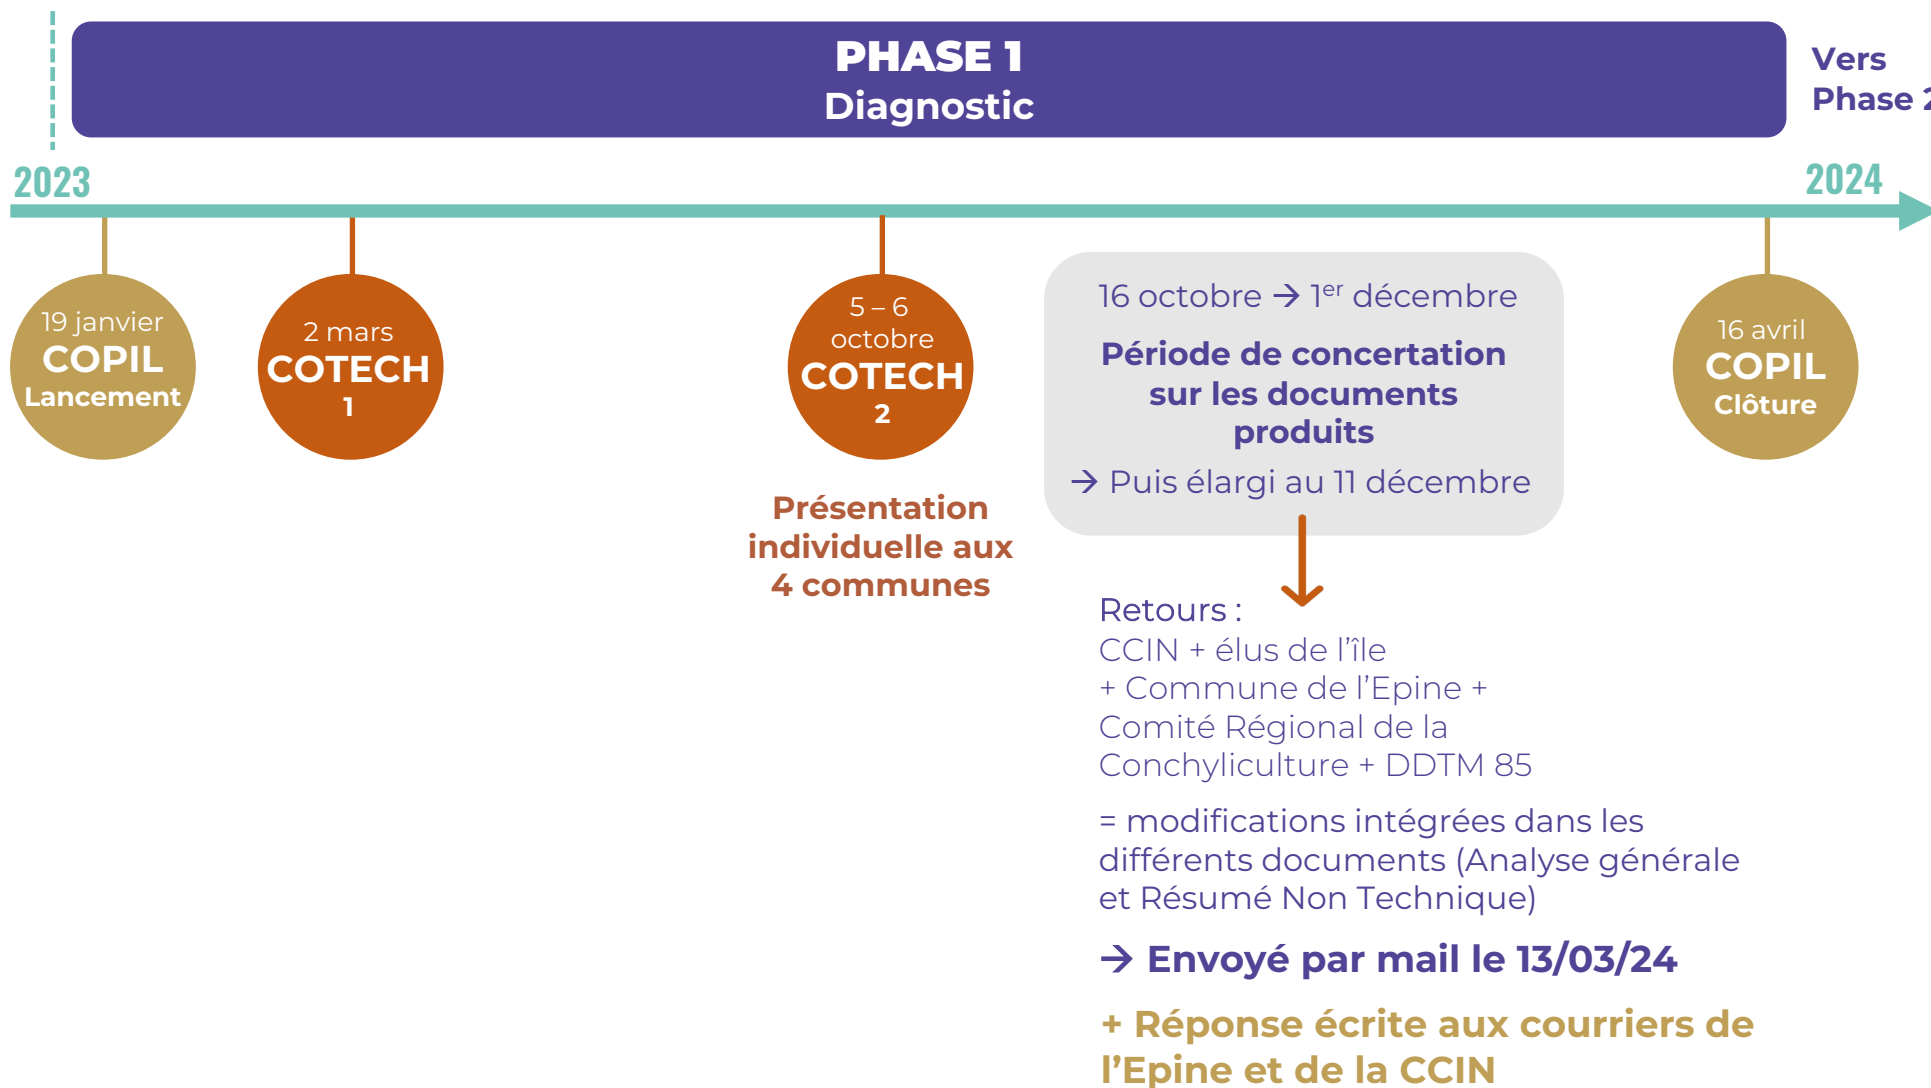 PHASE 1
Diagnostic
Vers
Phase 2
2023
2024
19 janvier
COPIL
Lancement
2 mars
COTECH
1
5 – 6
octobre
COTECH
2
Présentation
individuelle aux
4 communes
16 octobre → 1er décembre
Période de concertation
sur les documents
produits
→ Puis élargi au 11 décembre
16 avril
COPIL
Clôture
Retours :
CCIN + élus de l’île
+ Commune de l’Epine +
Comité Régional de la
Conchyliculture + DDTM 85
= modifications intégrées dans les
différents documents (Analyse générale
et Résumé Non Technique)
→ Envoyé par mail le 13/03/24
+ Réponse écrite aux courriers de
l’Epine et de la CCIN